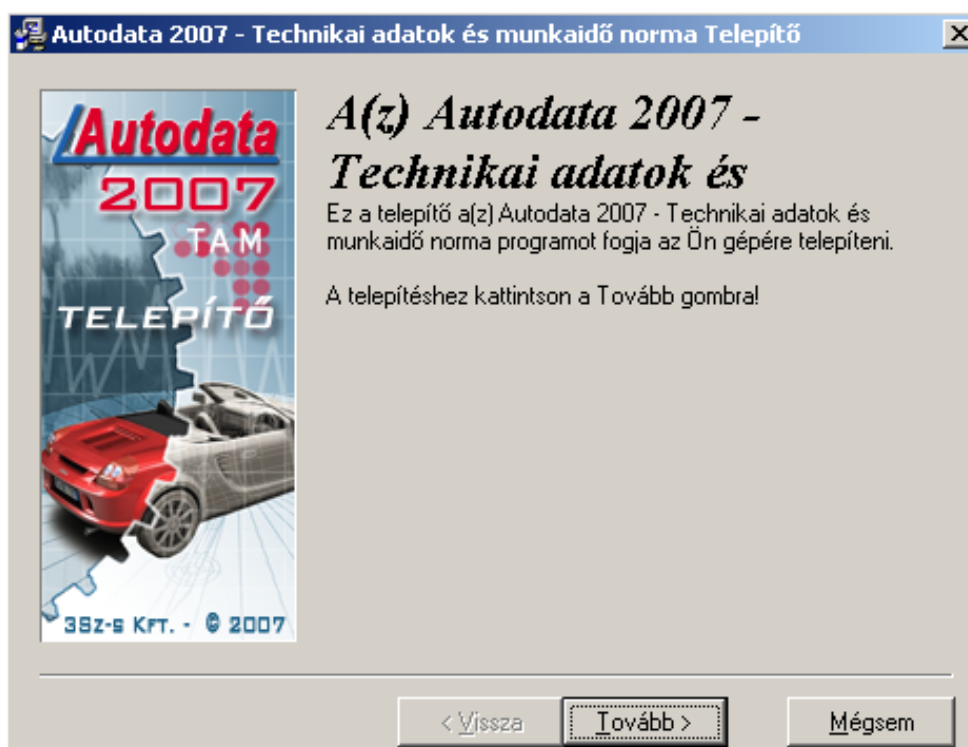 Autodata 2007 - Technikai adatok és munkaidő norma Telepítő
Autodata
2007
TAM
TELEPÍTŐ
3Sz-s Kft. - © 2007
A(z) Autodata 2007 -
Technikai adatok és
Ez a telepítő a(z) Autodata 2007 - Technikai adatok és
munkaidő norma programot fogja az Ön gépére telepíteni.
A telepítéshez kattintson a Tovább gombra!
< Vissza
Tovább >
Mégsem